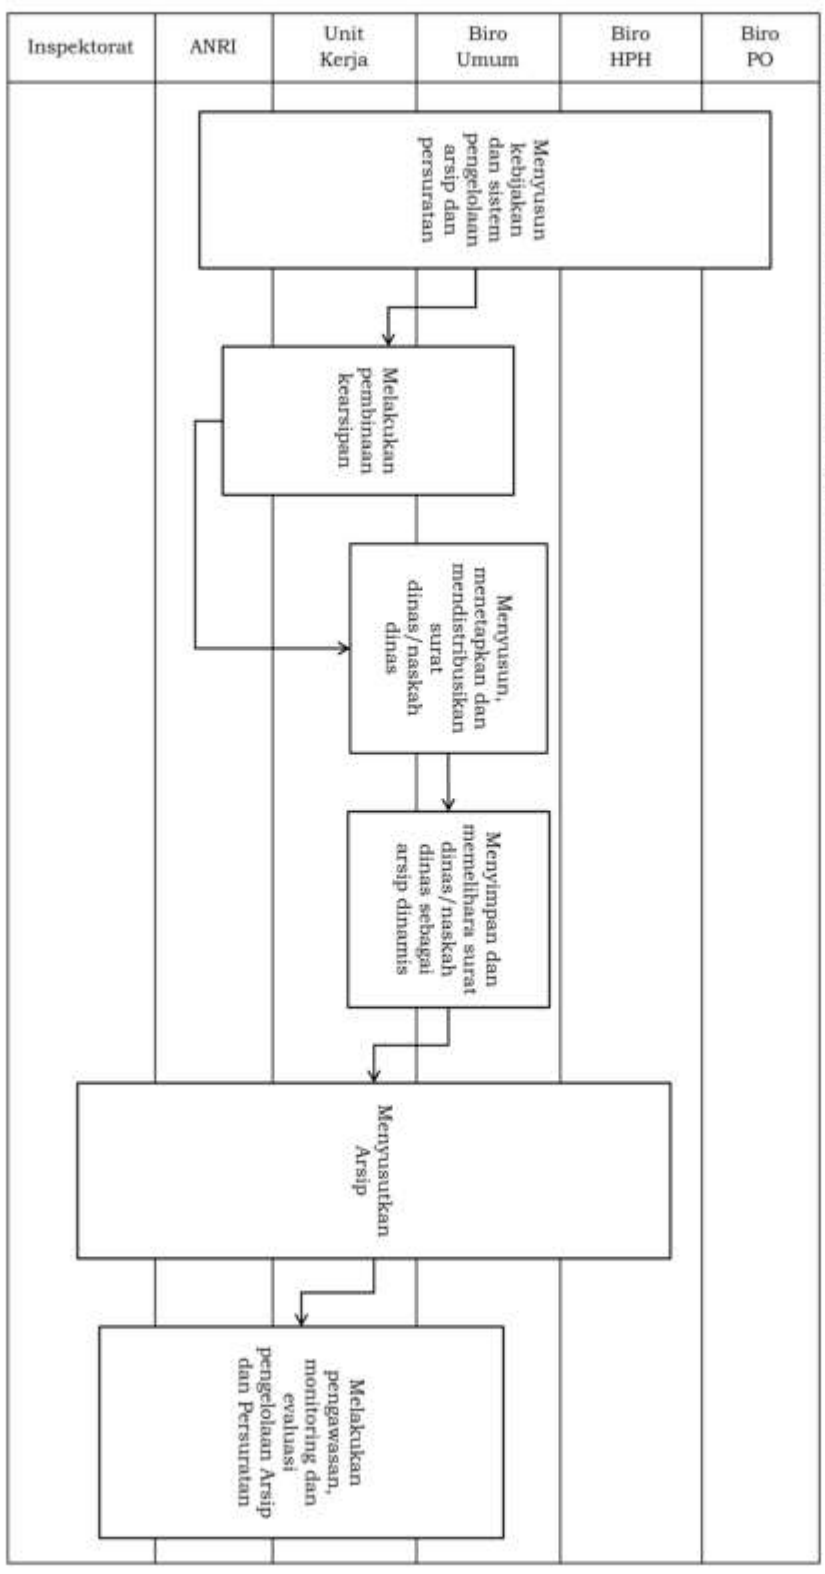 Inspektorat
ANRI
Unit
Kerja
Biro
Umum
Biro
HPH
Biro
PO
Menyusun
kebijakan
dan sistem
pengelolaan
arsip dan
persuratan
Melakukan
pembinaan
kearsipan
Menyusun,
menetapkan dan
mendistribusikan
surat
dinas/naskah
dinas
Menyimpan dan
memelihara surat
dinas/naskah
dinas sebagai
arsip dinamis
Menyusutkan
Arsip
Melakukan
pengawasan,
monitoring dan
evaluasi
pengelolaan Arsip
dan Persuratan